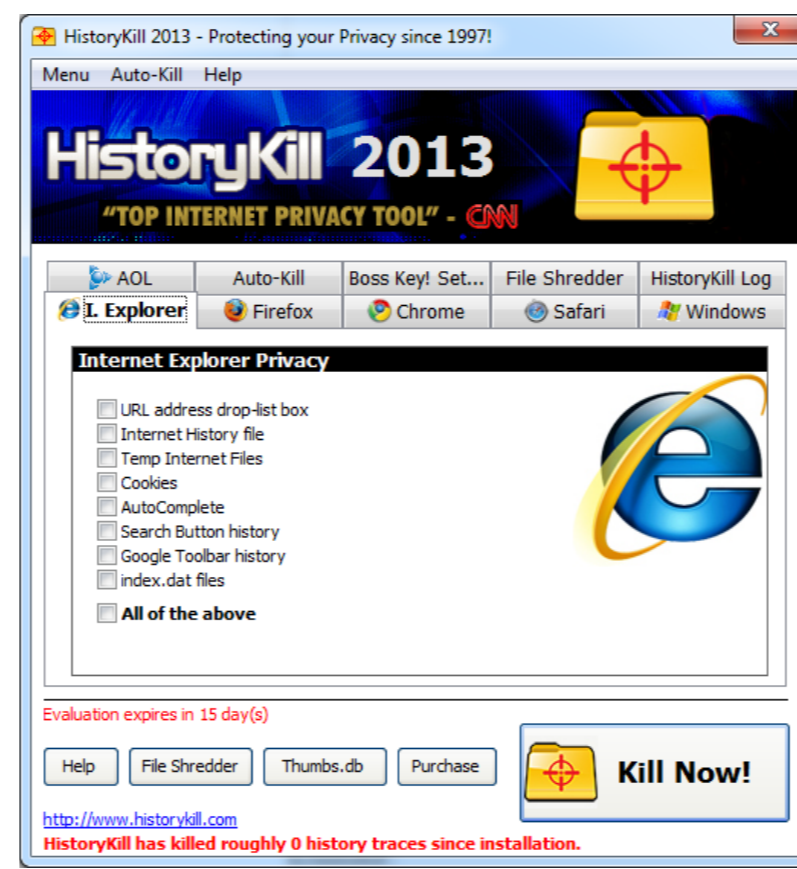 HistoryKill 2013 - Protecting your Privacy since 1997!
Menu Auto-Kill Help
HistoryKill 2013
"TOP INTERNET PRIVACY TOOL" - CNN
AOL Auto-Kill Boss Key! Set... File Shredder HistoryKill Log
I. Explorer Firefox Chrome Safari Windows
Internet Explorer Privacy
URL address drop-list box
Internet History file
Temp Internet Files
Cookies
AutoComplete
Search Button history
Google Toolbar history
index.dat files
All of the above
Evaluation expires in 15 day(s)
Help File Shredder Thumbs.db Purchase Kill Now!
http://www.historykill.com
HistoryKill has killed roughly 0 history traces since installation.